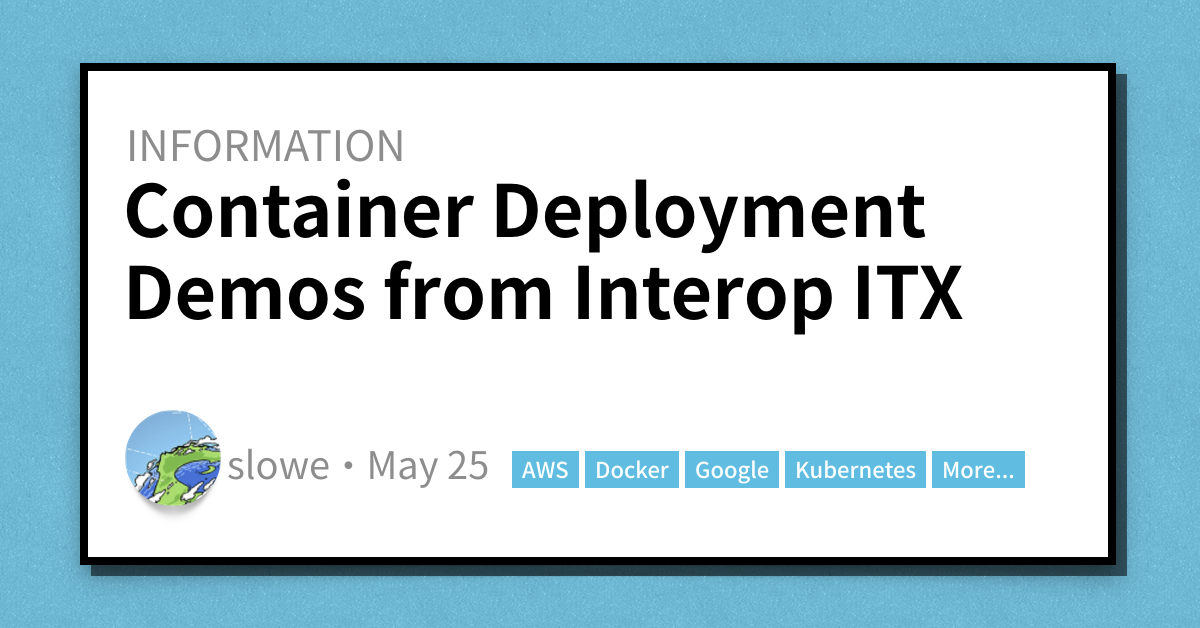 INFORMATION
Container Deployment
Demos from Interop ITX
slowe • May 25 AWS Docker Google Kubernetes More...